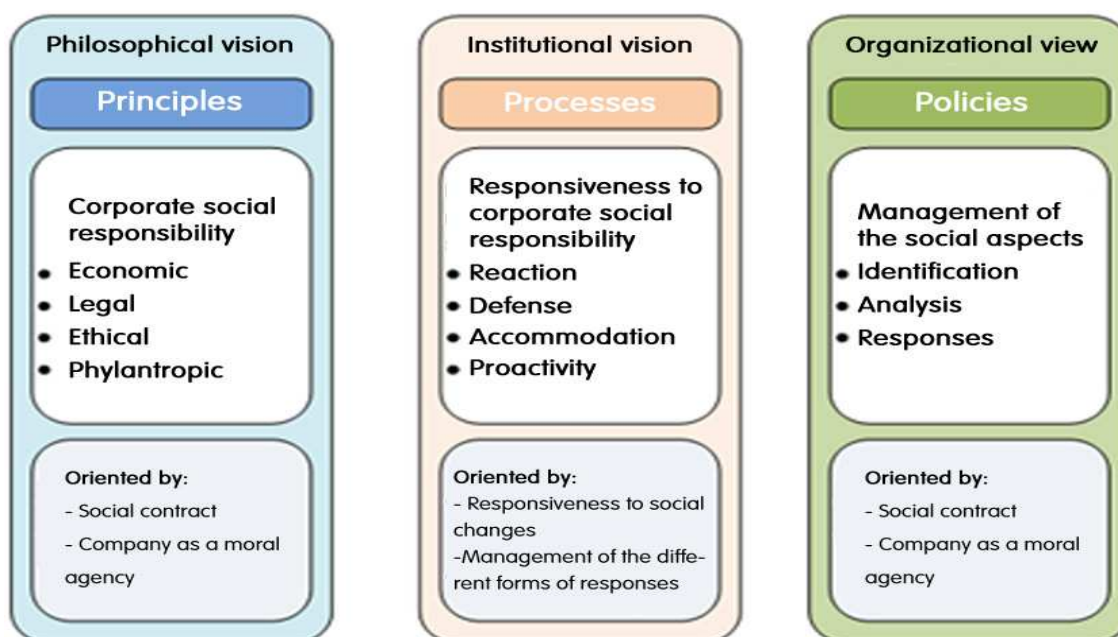 Philosophical vision
Principles
Corporate social
responsibility
• Economic
• Legal
• Ethical
• Phylantropic
Oriented by:
- Social contract
- Company as a moral
agency
Institutional vision
Processes
Responsiveness to
corporate social
responsibility
• Reaction
• Defense
• Accommodation
• Proactivity
Oriented by:
- Responsiveness to social
changes
-Management of the diffe-
rent forms of responses
Organizational view
Policies
Management of
the social aspects
• Identification
• Analysis
• Responses
Oriented by:
- Social contract
- Company as a moral
agency